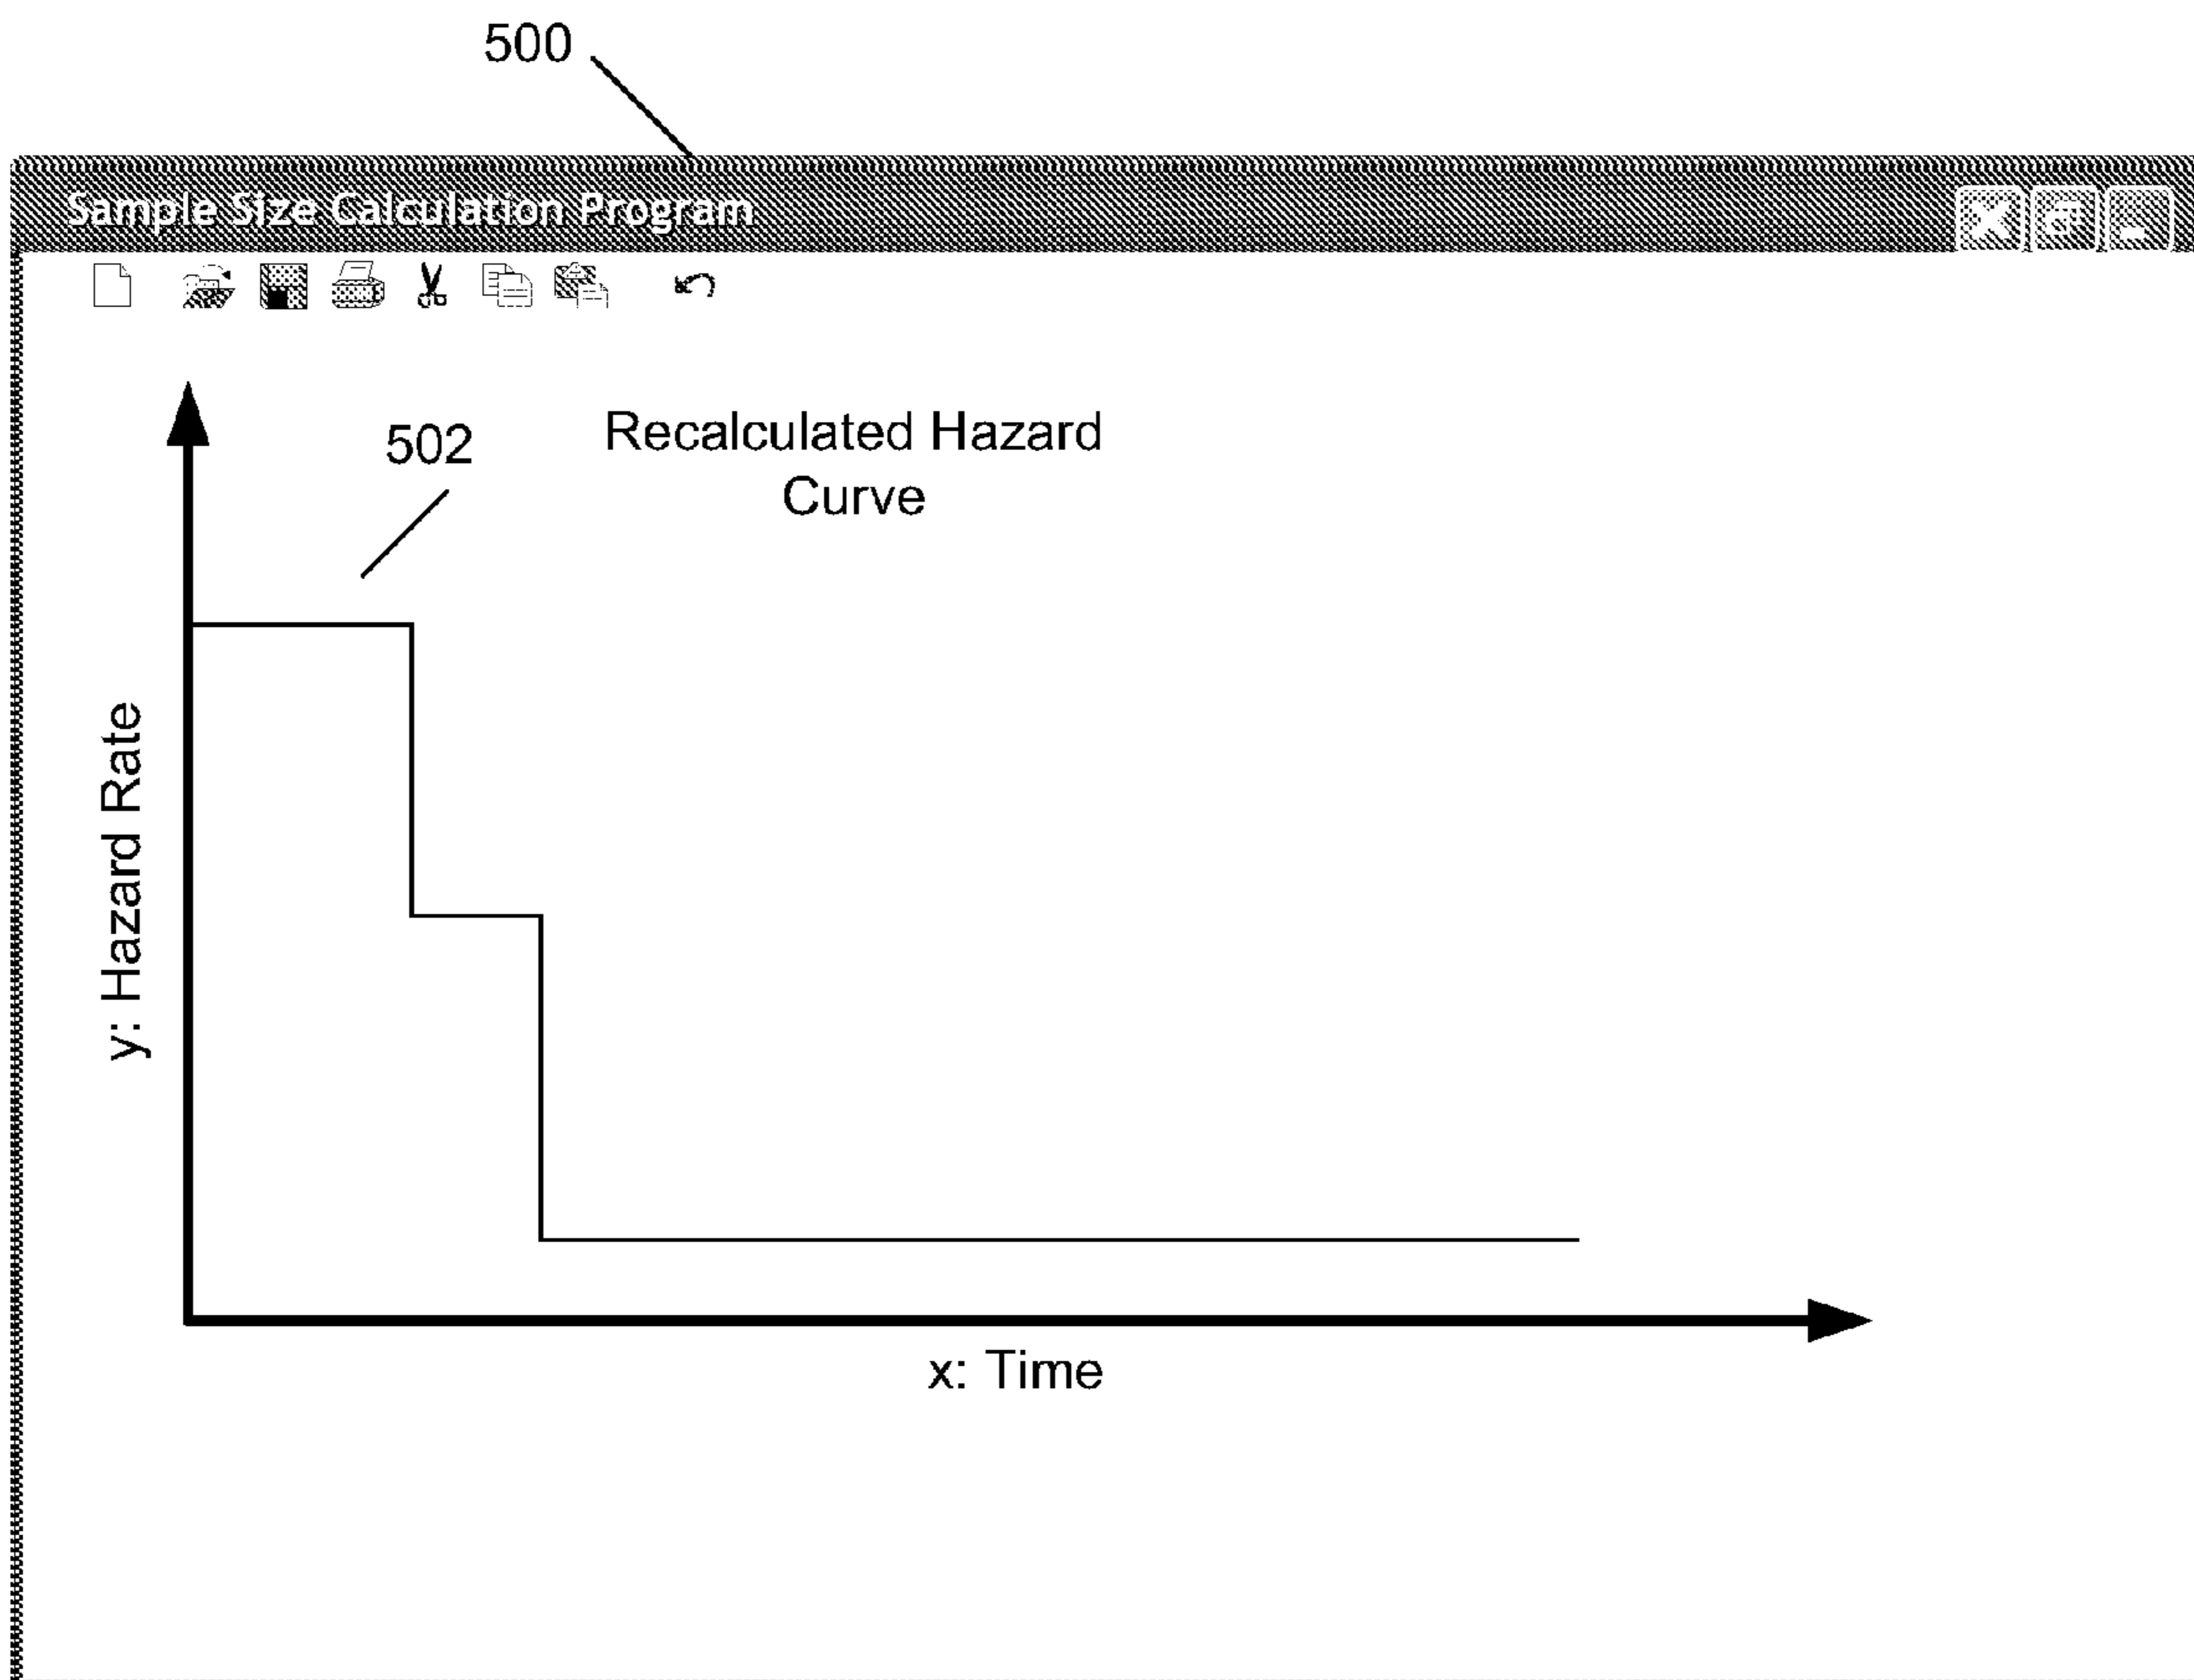 500
Sample Size Calculation Program
502
Recalculated Hazard
Curve
y: Hazard Rate
x: Time